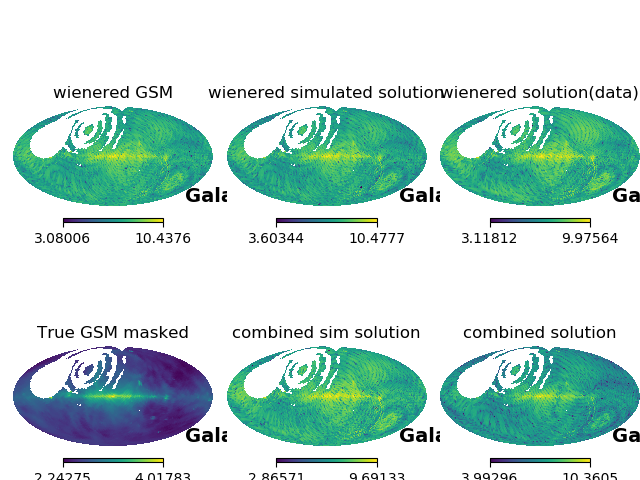 wienered GSM
wienered simulated solution
wienered solution(data)
Gala
Gala
Ga
3.08006 10.4376
3.60344 10.4777
3.11812 9.97564
True GSM masked
combined sim solution
combined solution
Gala
Gala
Ga
2.24275 4.01783
2.86571 9.69133
3.99296 10.3605